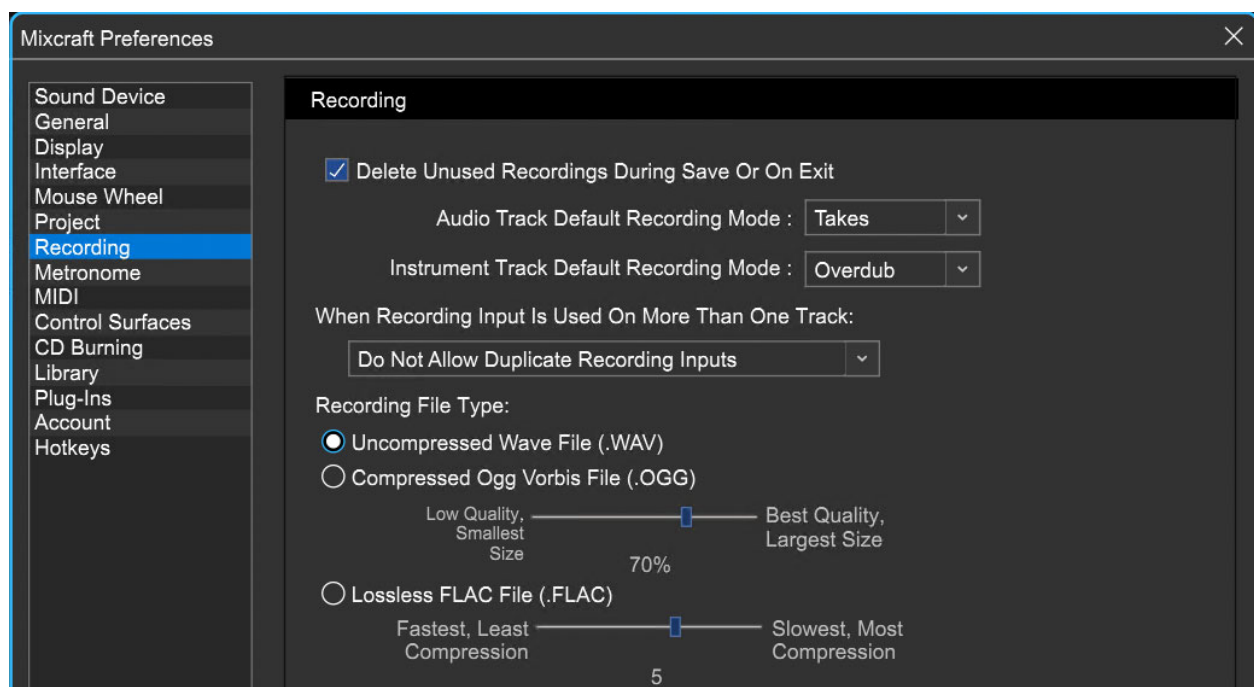 Mixcraft Preferences
Sound Device
General
Display
Interface
Mouse Wheel
Project
Recording
Metronome
MIDI
Control Surfaces
CD Burning
Library
Plug-Ins
Account
Hotkeys
Recording
Delete Unused Recordings During Save Or On Exit
Audio Track Default Recording Mode : Takes
Instrument Track Default Recording Mode : Overdub
When Recording Input Is Used On More Than One Track:
Do Not Allow Duplicate Recording Inputs
Recording File Type:
Uncompressed Wave File (.WAV)
Compressed Ogg Vorbis File (.OGG)
Low Quality,
Smallest
Size
Best Quality,
Largest Size
70%
Lossless FLAC File (.FLAC)
Fastest, Least
Compression
Slowest, Most
Compression
5